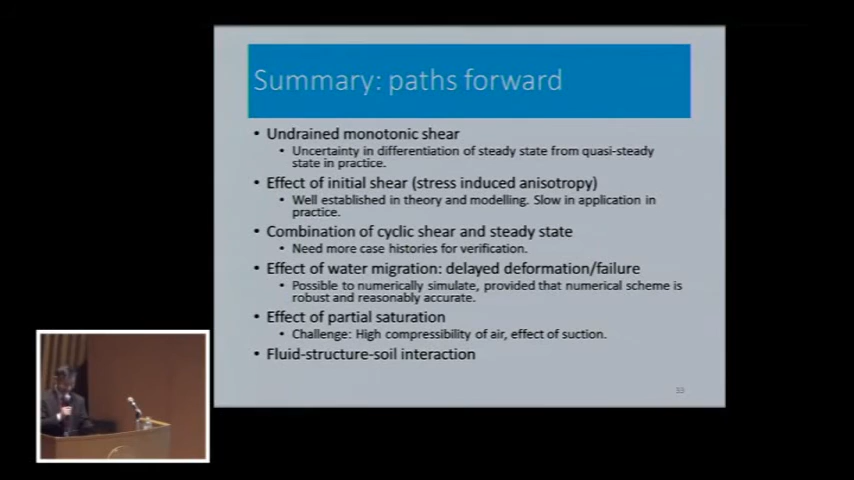 Summary: paths forward
• Undrained monotonic shear
• Uncertainty in differentiation of steady state from quasi-steady
state in practice.
• Effect of initial shear (stress induced anisotropy)
• Well established in theory and modelling. Slow in application in
practice.
• Combination of cyclic shear and steady state
• Need more case histories for verification.
• Effect of water migration: delayed deformation/failure
• Possible to numerically simulate, provided that numerical scheme is
robust and reasonably accurate.
• Effect of partial saturation
• Challenge: High compressibility of air, effect of suction.
• Fluid-structure-soil interaction
33